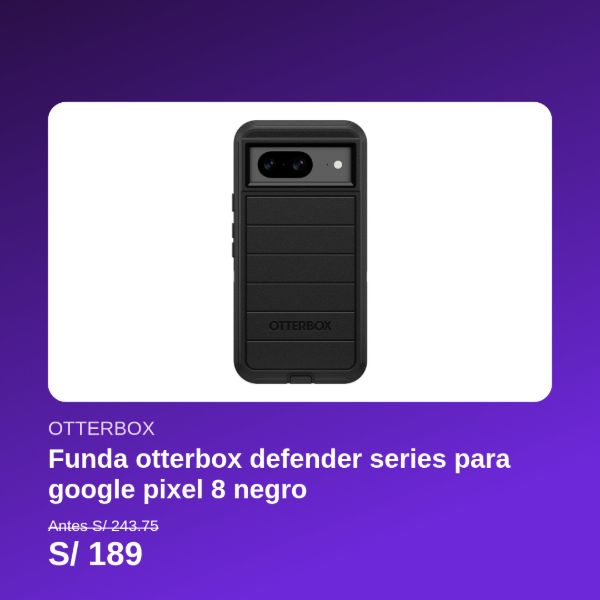 OTTERBOX
OTTERBOX
Funda otterbox defender series para
google pixel 8 negro
Antes S/ 243.75
S/ 189